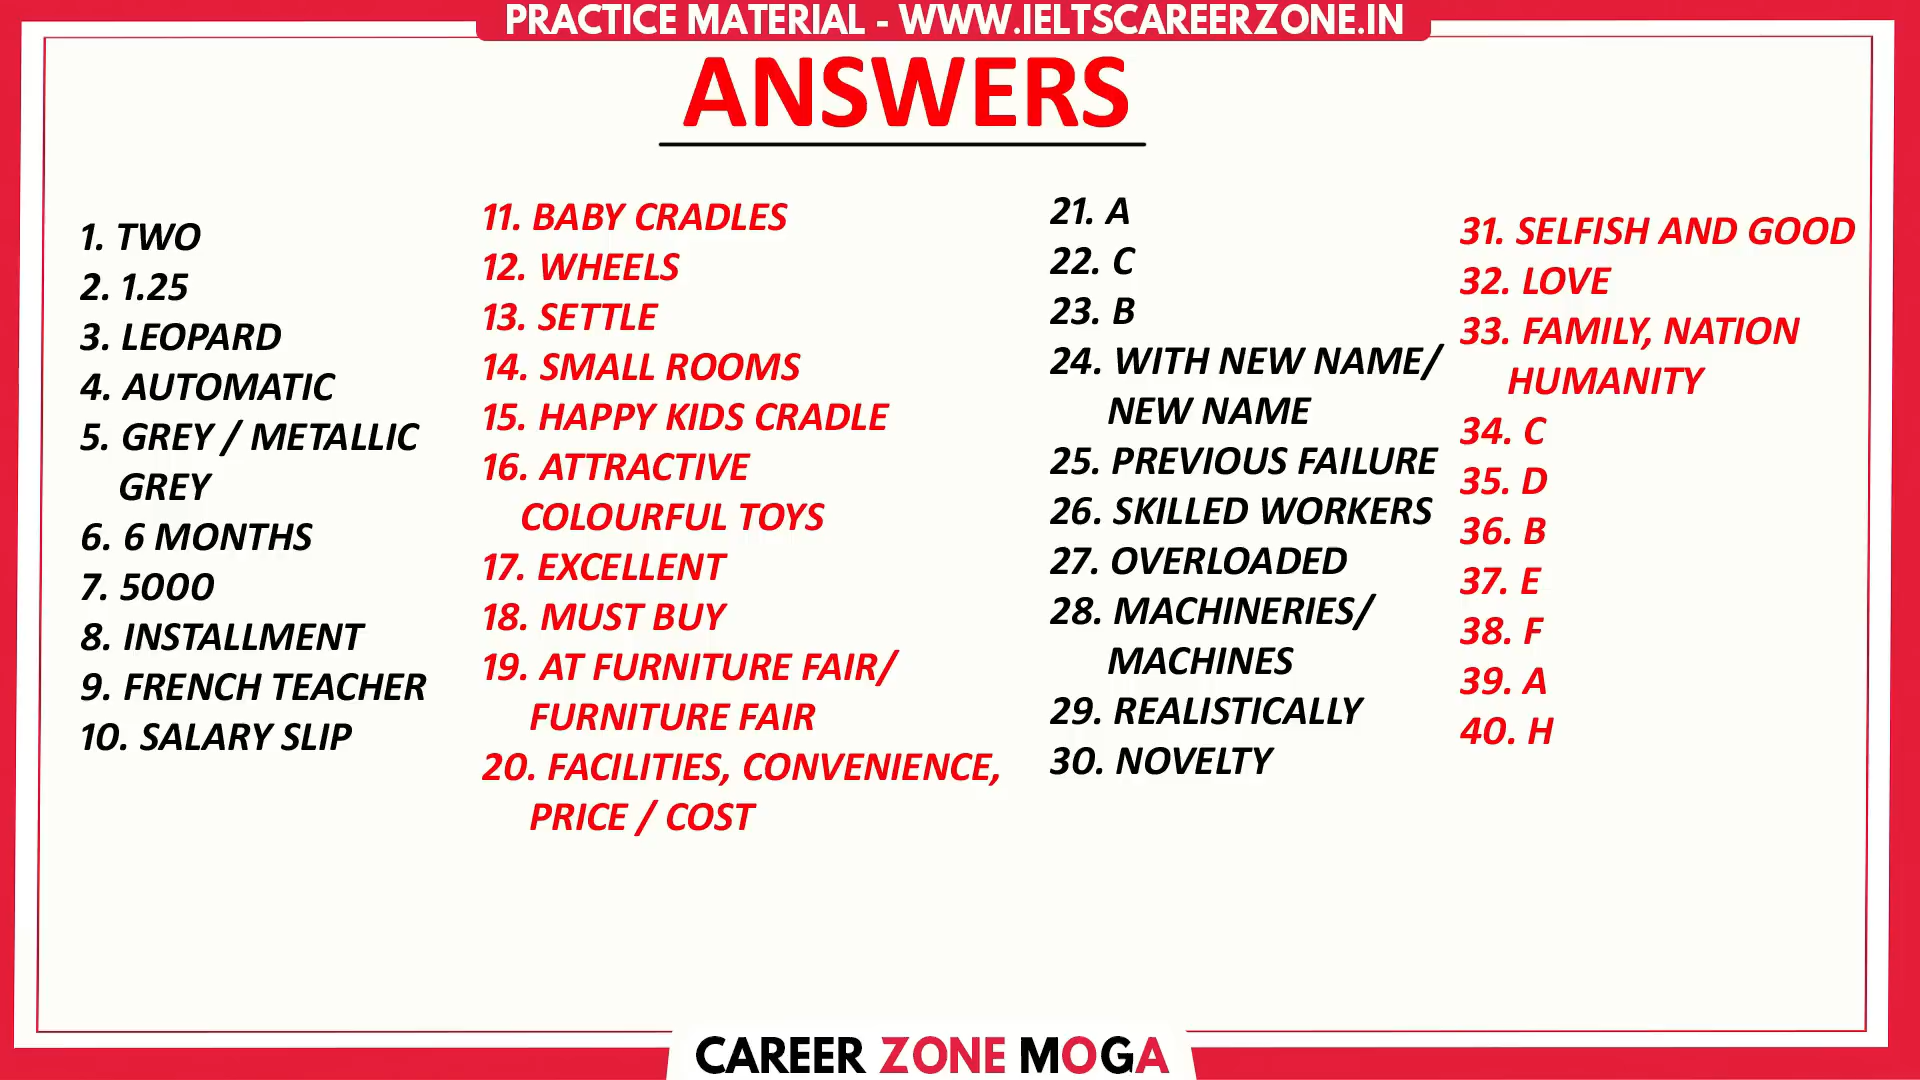 PRACTICE MATERIAL - WWW.IELTSCAREERZONE.IN
ANSWERS
1. TWO
2. 1.25
3. LEOPARD
4. AUTOMATIC
5. GREY / METALLIC
GREY
6. 6 MONTHS
7. 5000
8. INSTALLMENT
9. FRENCH TEACHER
10. SALARY SLIP
11. BABY CRADLES
12. WHEELS
13. SETTLE
14. SMALL ROOMS
15. HAPPY KIDS CRADLE
16. ATTRACTIVE
COLOURFUL TOYS
17. EXCELLENT
18. MUST BUY
19. AT FURNITURE FAIR/
FURNITURE FAIR
20. FACILITIES, CONVENIENCE,
PRICE / COST
21. A
22. C
23. B
24. WITH NEW NAME/
NEW NAME
25. PREVIOUS FAILURE
26. SKILLED WORKERS
27. OVERLOADED
28. MACHINERIES/
MACHINES
29. REALISTICALLY
30. NOVELTY
31. SELFISH AND GOOD
32. LOVE
33. FAMILY, NATION
HUMANITY
34. C
35. D
36. B
37. E
38. F
39. A
40. H
CAREER ZONE MOGA